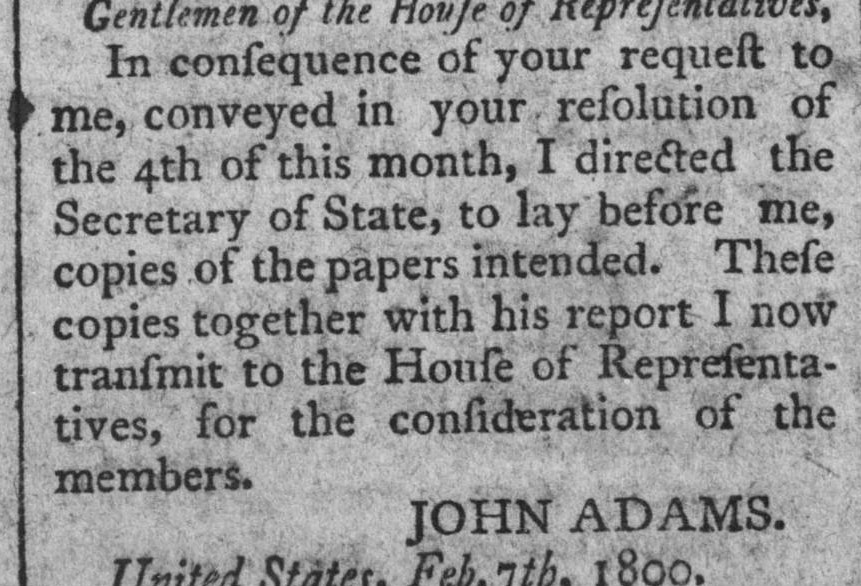 Gentlemen of the Houſe of Repreſentatives,
In conſequence of your requeſt to
me, conveyed in your reſolution of
the 4th of this month, I directed the
Secretary of State, to lay before me,
copies of the papers intended. Theſe
copies together with his report I now
tranſmit to the Houſe of Repreſenta-
tives, for the conſideration of the
members.
JOHN ADAMS.
United States, Feb. 7th, 1800.